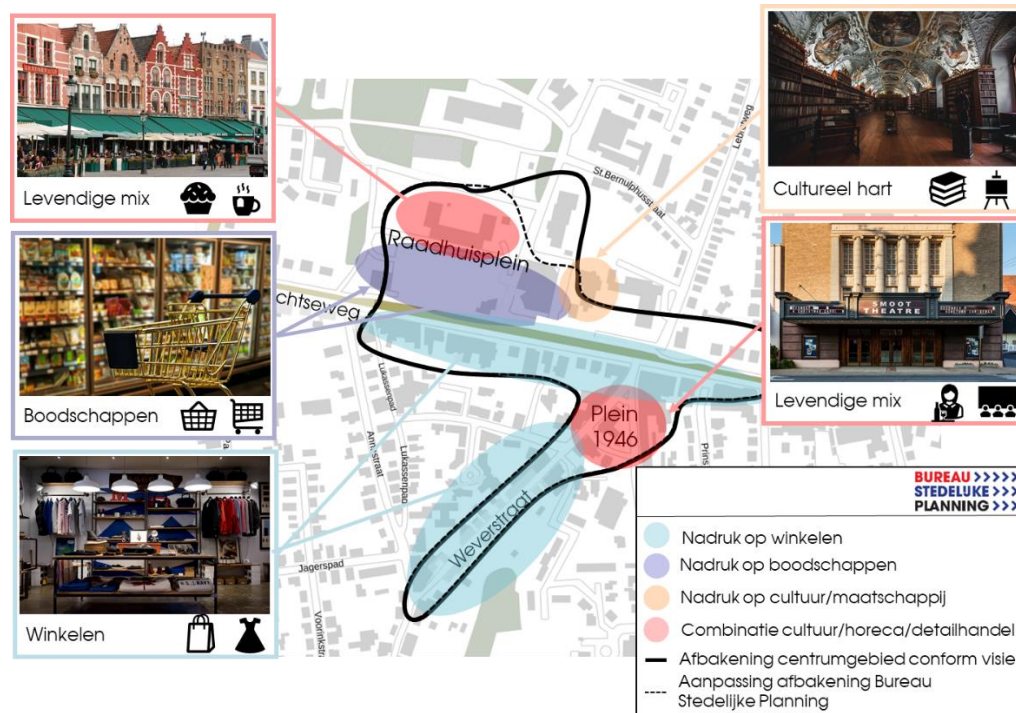 Levendige mix
Boodschappen
Winkelen
Cultureel hart
SMOOT
THEATRE
Levendige mix
Raadhuisplein
chtseweg
St.Bernulphusstraat
Lukassenpad
Lukassenpad
Jagerspad
Weverstraat
Plein
1946
Prins
BUREAU >>>>>
STEDELIJKE >>>>
PLANNING >>>>
Nadruk op winkelen
Nadruk op boodschappen
Nadruk op cultuur/maatschappij
Combinatie cultuur/horeca/detailhandel
Afbakening centrumgebied conform visie
Aanpassing afbakening Bureau
Stedelijke Planning